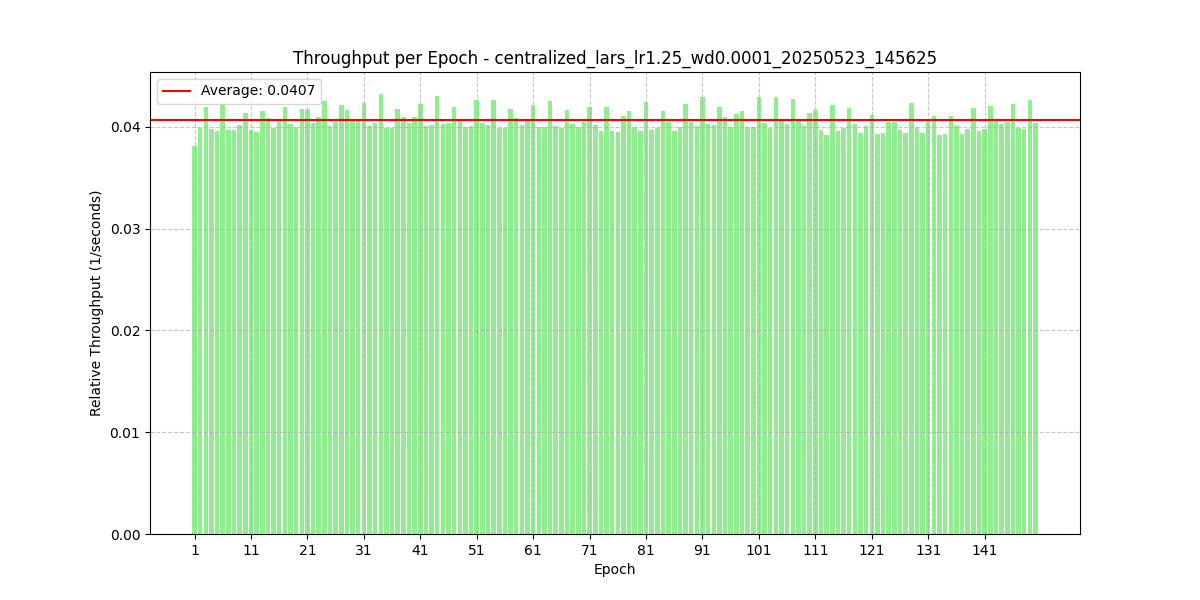 Throughput per Epoch - centralized_lars_lr1.25_wd0.0001_20250523_145625
Average: 0.0407
Relative Throughput (1/seconds)
0.04
0.03
0.02
0.01
0.00
1 11 21 31 41 51 61 71 81 91 101 111 121 131 141
Epoch